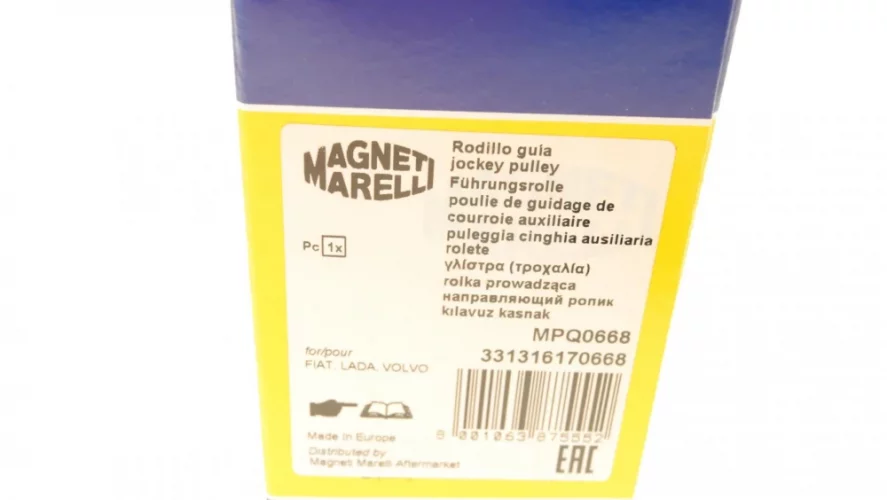 MAGNETI
MARELLI
Pc 1x
Rodillo guia
jockey pulley
Führungsrolle
poulie de guidage de
courroie auxiliaire
puleggia cinghia ausiliaria
rolete
γλίστρα (τροχαλία)
rolka prowadząca
направляющий ролик
kılavuz kasnak
MPQ0668
331316170668
for/pour
FIAT, LADA, VOLVO
8 001063 875552
Made in Europe
Distributed by
Magneti Marelli Aftermarket
EAC